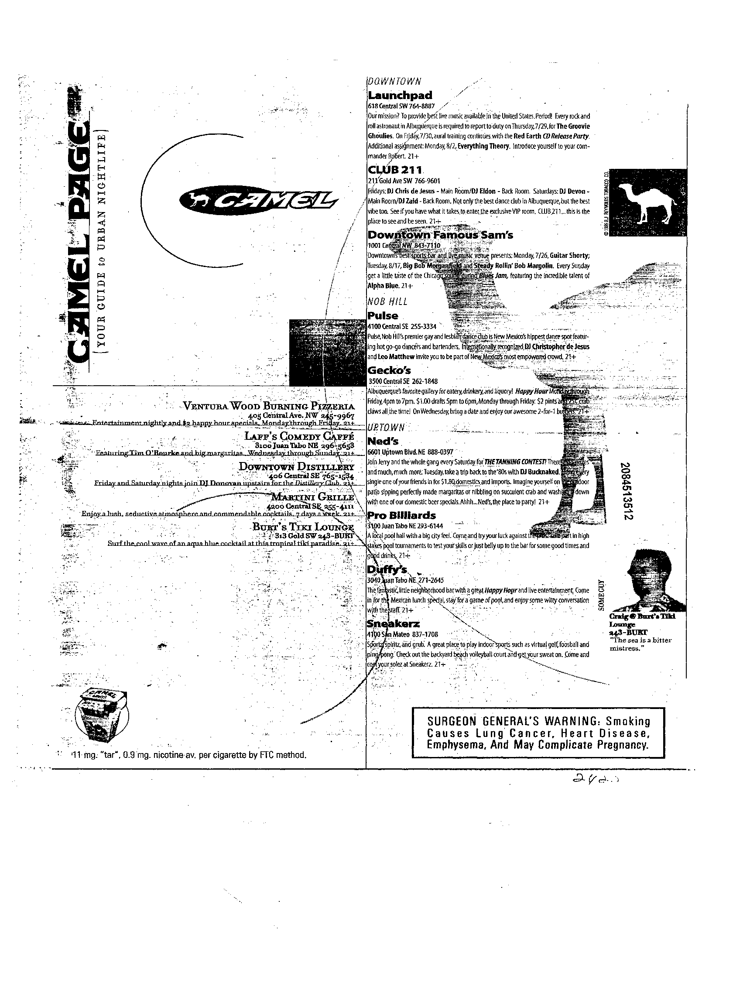 CAMEL PAGE
[YOUR GUIDE to URBAN NIGHTLIFE]
CAMEL
VENTURA WOOD BURNING PIZZERIA
405 Central Ave. NW 245-9967
Entertainment nightly and $2 happy hour specials, Monday through Friday. 21+
LAFF'S COMEDY CAFFÉ
3100 Juan Tabo NE 296-5653
Featuring Tim O'Rourke and big margaritas. Wednesday through Sunday. 21+
DOWNTOWN DISTILLERY
406 Central SW 765-1534
Friday and Saturday nights join DJ Donovan upstairs for the Distillery Club. 21+
MARTINI GRILLE
4200 Central SE 255-4111
Enjoy a lush, seductive atmosphere and commendable cocktails, 7 days a week. 21+
BURT'S TIKI LOUNGE
313 Gold SW 243-BURT
Surf the cool wave of an aqua blue cocktail at this tropical tiki paradise. 21+
CAMEL
11 mg. "tar", 0.9 mg. nicotine av. per cigarette by FTC method.
DOWNTOWN
Launchpad
618 Central SW 764-8887
Our mission? To provide best live music available in the United States. Period! Every rock and
roll astronaut in Albuquerque is required to report to duty on Thursday, 7/29, for The Groovie
Ghoulies. On Friday, 7/30, aural training continues with the Red Earth CD Release Party.
Additional assignment: Monday, 8/2, Everything Theory. Introduce yourself to your com-
mander Robert. 21+
CLUB 211
211 Gold Ave SW 766-9601
Fridays: DJ Chris de Jesus - Main Room/DJ Eldon - Back Room. Saturdays: DJ Devoa -
Main Room/DJ Zaid - Back Room. Not only the best dance club in Albuquerque, but the best
vibe too. See if you have what it takes to enter the exclusive VIP room. CLUB 211... this is the
place to see and be seen. 21+
Downtown Famous Sam's
1001 Central NW 843-7110
Downtown's best sports bar and live music venue presents: Monday, 7/26, Guitar Shorty;
Tuesday, 8/17, Big Bob Morganfield and Steady Rollin' Bob Margolin. Every Sunday
get a little taste of the Chicago sound during Blues Jam, featuring the incredible talent of
Alpha Blue. 21+
NOB HILL
Pulse
4100 Central SE 255-3334
Pulse, Nob Hill's premier gay and lesbian dance club is New Mexico's hippest dance spot featur-
ing hot go-go dancers and bartenders. Internationally recognized DJ Christopher de Jesus
and Leo Matthew invite you to be part of New Mexico's most empowered crowd. 21+
Gecko's
3500 Central SE 262-1848
Albuquerque's favorite gallery for eatery, drinkery, and liquory! Happy Hour Monday through
Friday, 4pm to 7pm. $1.00 drafts 5pm to 6pm, Monday through Friday. $2 pints and crab
claws all the time! On Wednesday, bring a date and enjoy our awesome 2-for-1 21+
UPTOWN
Ned's
6601 Uptown Blvd. NE 888-0397
Join Jerry and the whole gang every Saturday for THE TANNING CONTEST! There
and much, much more. Tuesday, take a trip back to the '80s with DJ Bucknaked. every
single one of your friends in for $1.80 domestics and imports. Imagine yourself on outdoor
patio sipping perfectly made margaritas or nibbling on succulent crab and washing down
with one of our domestic beer specials. Ahhh... Ned's, the place to party! 21+
Pro Billiards
3100 Juan Tabo NE 293-6144
A local pool hall with a big city feel. Come and try your luck against the part in high
stakes pool tournaments to test your skills or just belly up to the bar for some good times and
good drinks. 21+
Duffy's
3040 Juan Tabo NE 271-2645
The fantastic, little neighborhood bar with a great Happy Hour and live entertainment. Come
in for the Mexican lunch special, stay for a game of pool, and enjoy some witty conversation
with the staff. 21+
Sneakerz
4100 San Mateo 837-1708
Sports, spiritz, and grub. A great place to play indoor sports such as virtual golf, foosball and
ping pong. Check out the backyard beach volleyball court and get your sweat on. Come and
cool your solez at Sneakerz. 21+
2084513512
SOME GUY
Craig @ Burt's Tiki
Lounge
243-BURT
"The sea is a bitter
mistress."
SURGEON GENERAL'S WARNING: Smoking
Causes Lung Cancer, Heart Disease,
Emphysema, And May Complicate Pregnancy.